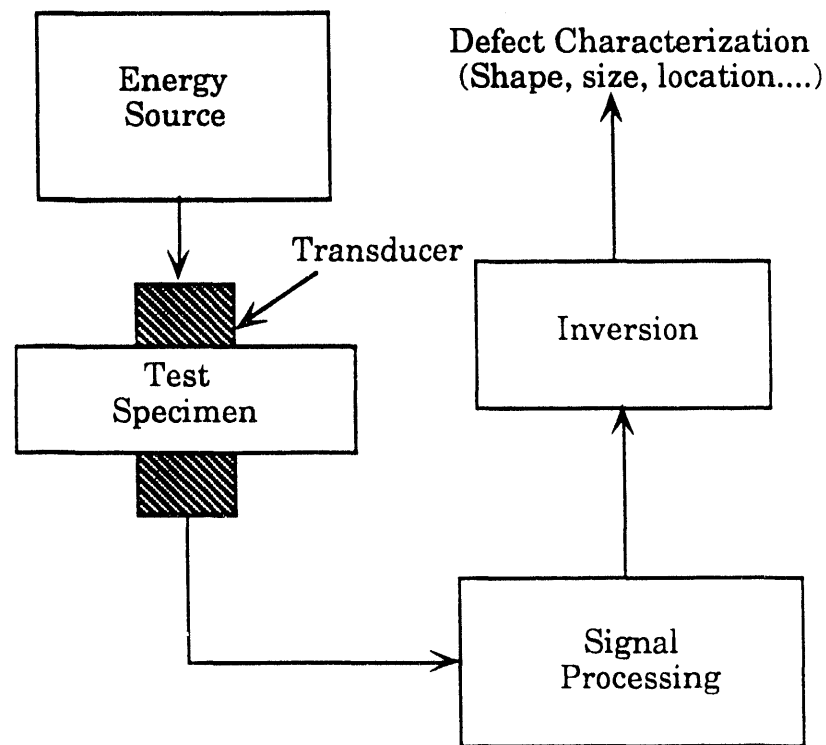 Energy
Source
Defect Characterization
(Shape, size, location....)
Transducer
Test
Specimen
Inversion
Signal
Processing